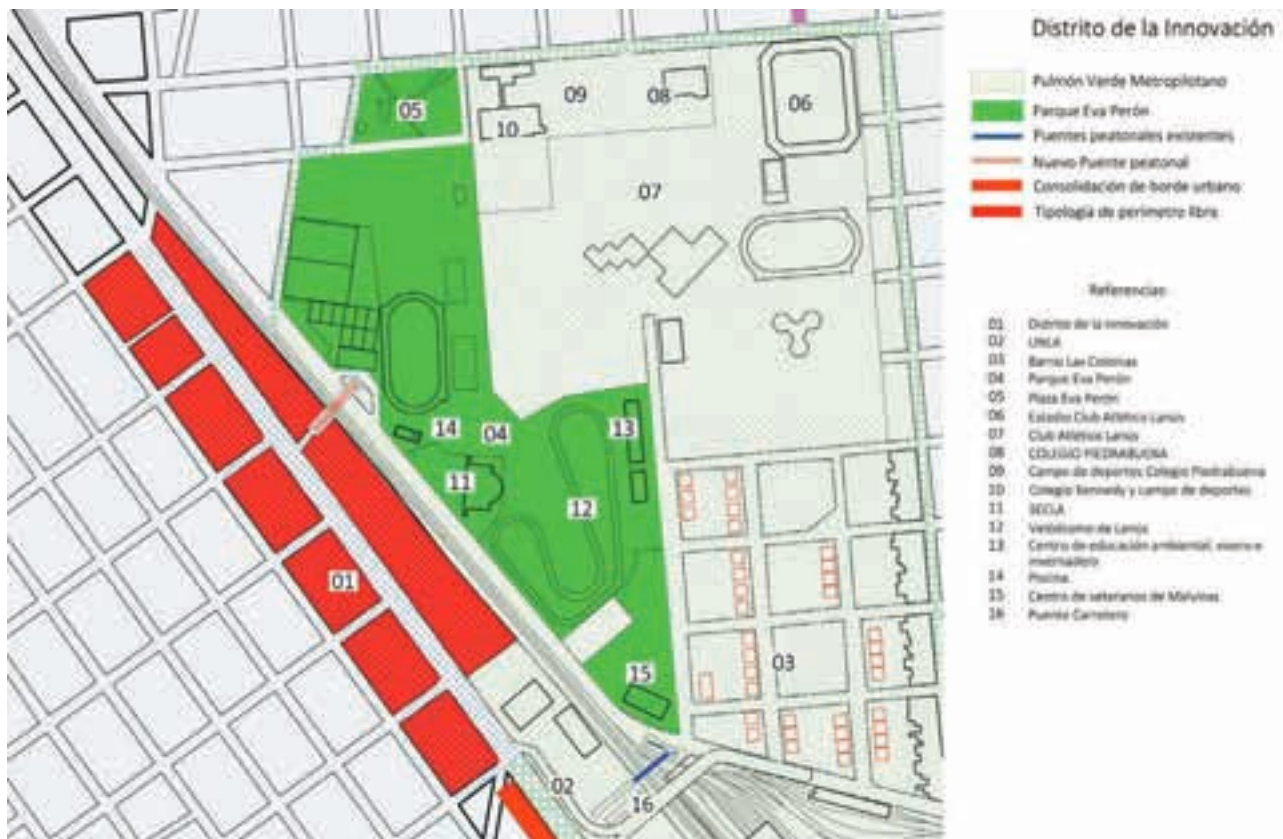 Distrito de la Innovación
Pulmón Verde Metropilotano
Parque Eva Perón
Puentes peatonales existentes
Nuevo Puente peatonal
Consolidación de borde urbano
Tipología de perímetro libre
Referencias
01 Distrito de la innovación
02 UNLA
03 Barrio Las Colonias
04 Parque Eva Perón
05 Plaza Eva Perón
06 Estadio Club Atlético Lanús
07 Club Atlético Lanús
08 COLEGIO PIEDRABUENA
09 Campo de deportes Colegio Piedrabuena
10 Colegio Kennedy y campo de deportes
11 SECLA
12 Velódromo de Lanús
13 Centro de educación ambiental, vivero e
invernadero
14 Piscina
15 Centro de veteranos de Malvinas
16 Puente Carretero
05
09
08
06
10
07
14
04
13
11
12
01
03
15
02
16